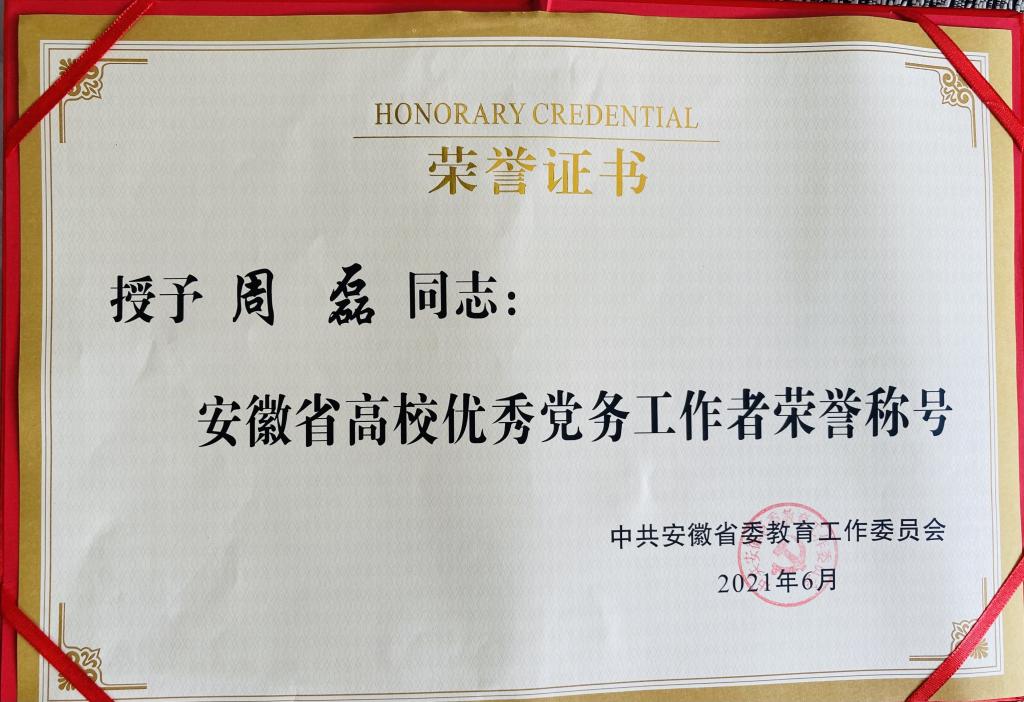 HONORARY CREDENTIAL
荣誉证书
授予 周 磊 同志：
安徽省高校优秀党务工作者荣誉称号
中共安徽省委教育工作委员会
2021年6月